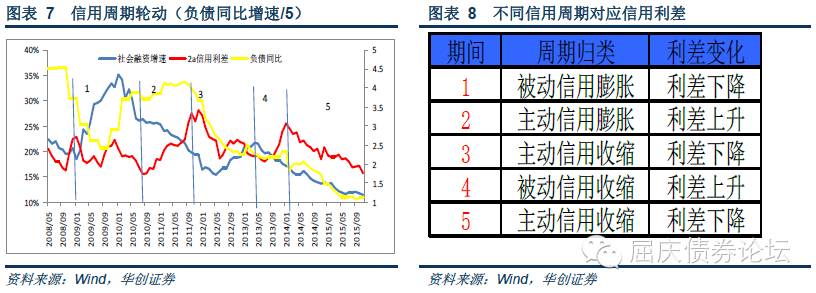 图表 7 信用周期轮动（负债同比增速/5）
社会融资增速 2a信用利差 负债同比
40% 5
35% 4.5
4
30% 3.5
25% 3
20% 2.5
2
15% 1.5
10% 1
1 2 3 4 5
2008/05 2008/09 2009/01 2009/05 2009/09 2010/01 2010/05 2010/09 2011/01 2011/05 2011/09 2012/01 2012/05 2012/09 2013/01 2013/05 2013/09 2014/01 2014/05 2014/09 2015/01 2015/05 2015/09
资料来源：Wind，华创证券
图表 8 不同信用周期对应信用利差
期间 周期归类 利差变化
1 被动信用膨胀 利差下降
2 主动信用膨胀 利差上升
3 主动信用收缩 利差下降
4 被动信用收缩 利差上升
5 主动信用收缩 利差下降
屈庆债券论坛
资料来源：Wind，华创证券